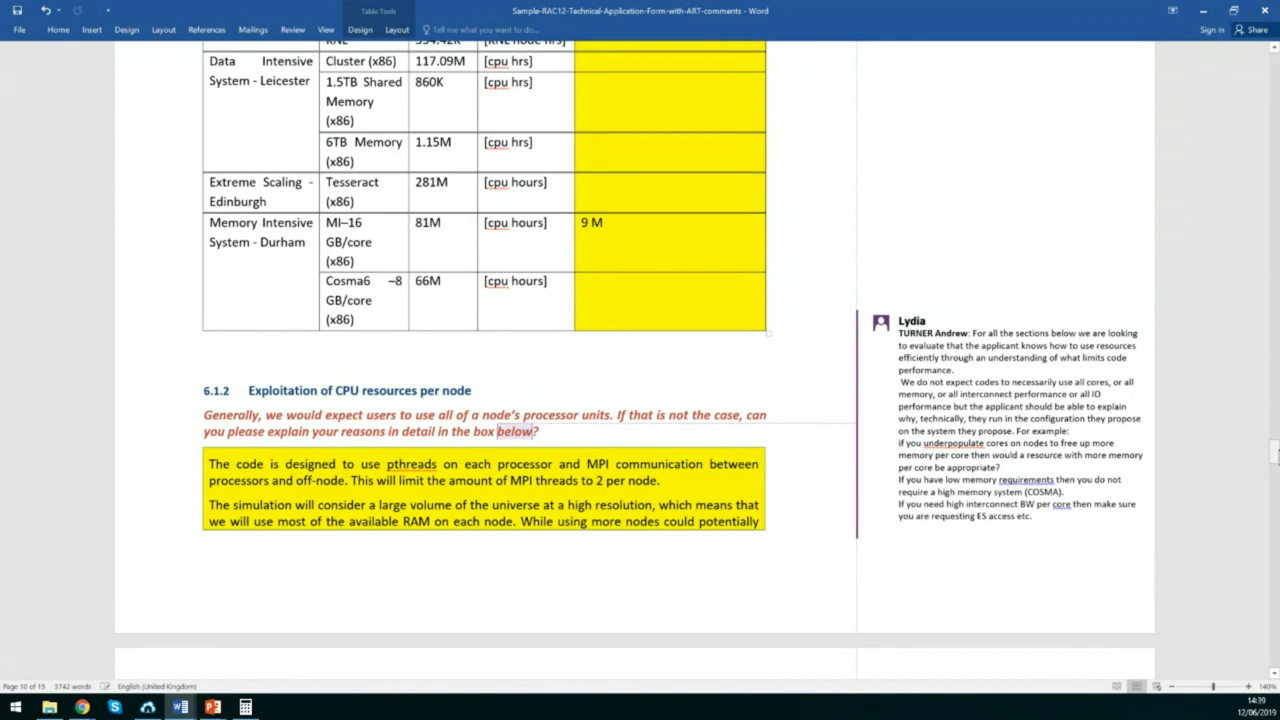 Table Tools
Sample-RAC12-Technical-Application-Form-with-ART-comments - Word
File Home Insert Design Layout References Mailings Review View Design Layout Tell me what you want to do...
Sign in Share
Data Intensive System - Leicester
Cluster (x86) 117.09M [cpu hrs]
1.5TB Shared Memory (x86) 860K [cpu hrs]
6TB Memory (x86) 1.15M [cpu hrs]
Extreme Scaling - Edinburgh
Tesseract (x86) 281M [cpu hours]
Memory Intensive System - Durham
MI–16 GB/core (x86) 81M [cpu hours] 9 M
Cosma6 –8 GB/core (x86) 66M [cpu hours]
6.1.2 Exploitation of CPU resources per node
Generally, we would expect users to use all of a node's processor units. If that is not the case, can
you please explain your reasons in detail in the box below?
The code is designed to use pthreads on each processor and MPI communication between
processors and off-node. This will limit the amount of MPI threads to 2 per node.
The simulation will consider a large volume of the universe at a high resolution, which means that
we will use most of the available RAM on each node. While using more nodes could potentially
Lydia
TURNER Andrew: For all the sections below we are looking
to evaluate that the applicant knows how to use resources
efficiently through an understanding of what limits code
performance.
We do not expect codes to necessarily use all cores, or all
memory, or all interconnect performance or all IO
performance but the applicant should be able to explain
why, technically, they run in the configuration they propose
on the system they propose. For example:
if you underpopulate cores on nodes to free up more
memory per core then would a resource with more memory
per core be appropriate?
If you have low memory requirements then you do not
require a high memory system (COSMA).
If you need high interconnect BW per core then make sure
you are requesting ES access etc.
Page 10 of 15 3742 words English (United Kingdom) 140%
14:39
12/06/2019